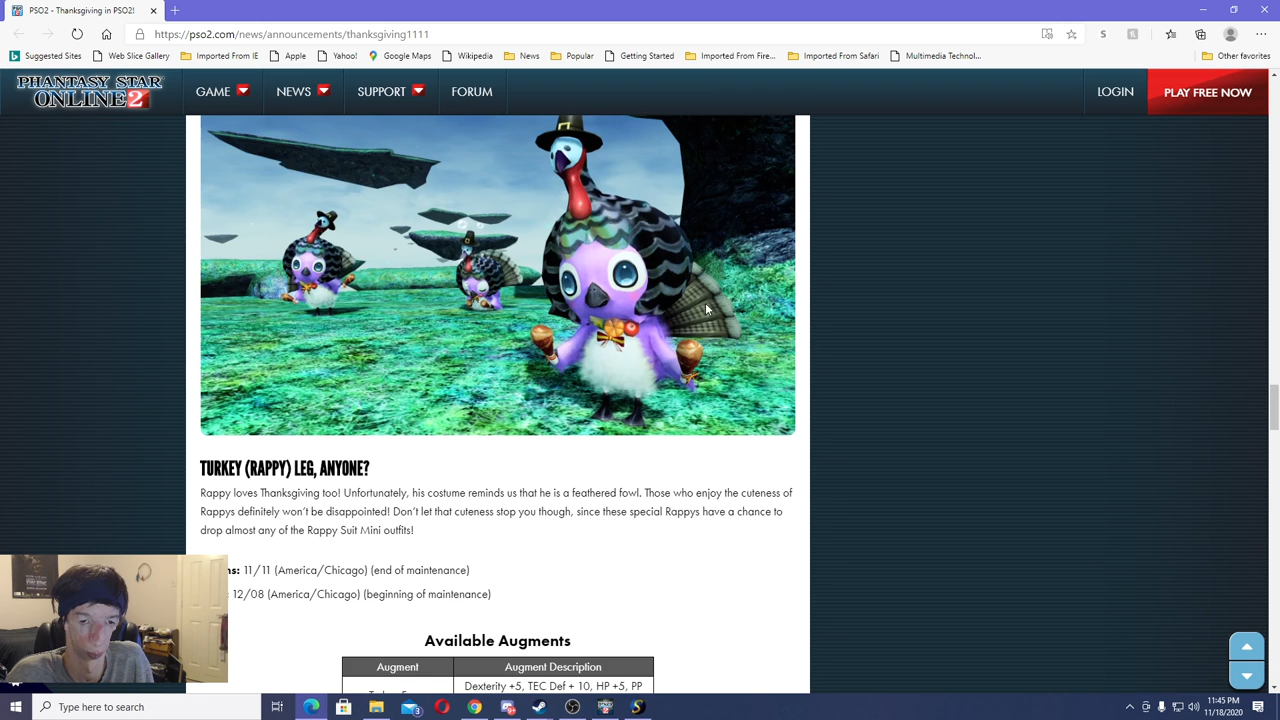 PSO2 - Thanksgiving in PSO2!
https://pso2.com/news/announcements/thanksgiving1111
Suggested Sites Web Slice Gallery Imported From IE Apple Yahoo! Google Maps Wikipedia News Popular Getting Started Imported From Fire... Imported From Safari Multimedia Technol... Other favorites
PHANTASY STAR
ONLINE 2
GAME NEWS SUPPORT FORUM LOGIN PLAY FREE NOW
TURKEY (RAPPY) LEG, ANYONE?
Rappy loves Thanksgiving too! Unfortunately, his costume reminds us that he is a feathered fowl. Those who enjoy the cuteness of
Rappys definitely won't be disappointed! Don't let that cuteness stop you though, since these special Rappys have a chance to
drop almost any of the Rappy Suit Mini outfits!
11/11 (America/Chicago) (end of maintenance)
12/08 (America/Chicago) (beginning of maintenance)
Available Augments
Augment Augment Description
Dexterity +5, TEC Def + 10, HP +5, PP
Type here to search
11:45 PM
11/18/2020